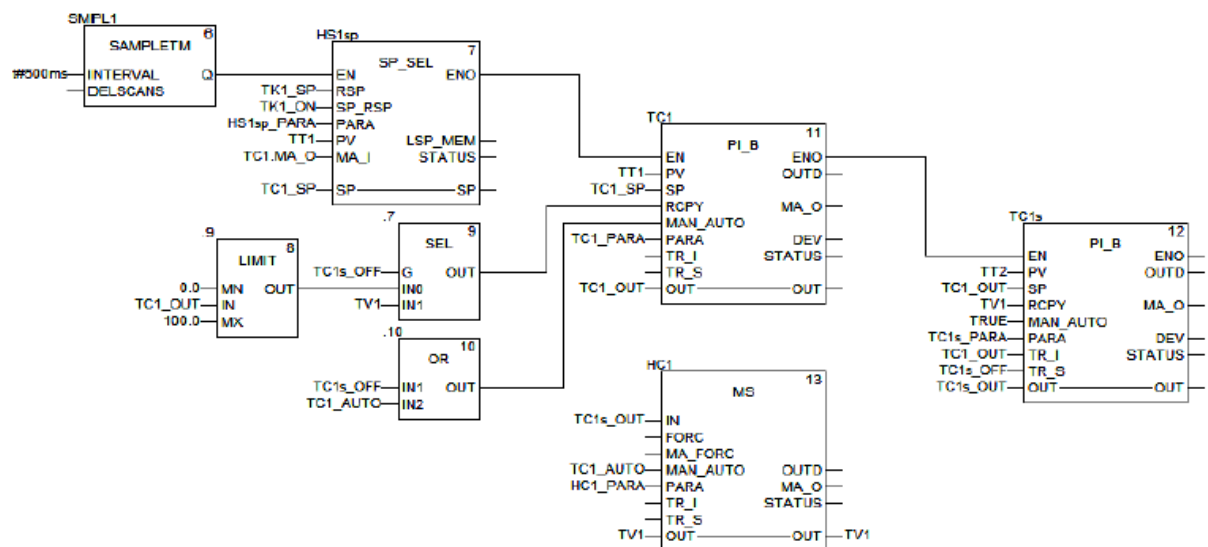 SMPL1
6
SAMPLETM
t#500ms INTERVAL Q
DELSCANS
HS1sp
7
SP_SEL
EN ENO
TK1_SP RSP
TK1_ON SP_RSP
HS1sp_PARA PARA
TT1 PV LSP_MEM
TC1.MA_O MA_I STATUS
TC1_SP SP SP
.9
8
LIMIT
0.0 MN OUT
TC1_OUT IN
100.0 MX
.7
9
SEL
TC1s_OFF G OUT
IN0
TV1 IN1
.10
10
OR
TC1s_OFF IN1 OUT
TC1_AUTO IN2
TC1
11
PI_B
EN ENO
TT1 PV OUTD
TC1_SP SP
RCPY MA_O
MAN_AUTO
TC1_PARA PARA DEV
TR_I STATUS
TR_S
TC1_OUT OUT OUT
HC1
13
MS
TC1s_OUT IN
FORC
MA_FORC
TC1_AUTO MAN_AUTO OUTD
HC1_PARA PARA MA_O
TR_I STATUS
TR_S
TV1 OUT OUT TV1
TC1s
12
PI_B
EN ENO
TT2 PV OUTD
TC1_OUT SP
TV1 RCPY MA_O
TRUE MAN_AUTO
TC1s_PARA PARA DEV
TC1_OUT TR_I STATUS
TC1s_OFF TR_S
TC1s_OUT OUT OUT